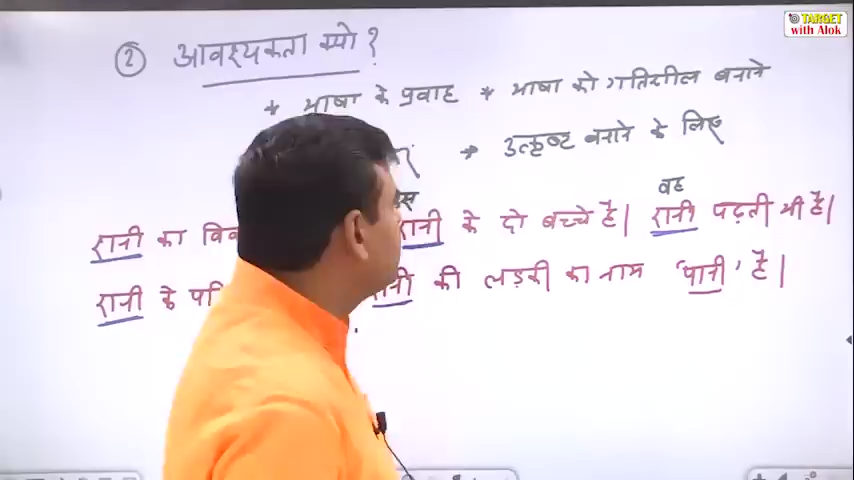 TARGET
with Alok
② आवश्यकता क्यो?
* भाषा के प्रवाह * भाषा को गतिशील बनाने
* उत्कृष्ट बनाने के लिए
वह
रानी का रानी के दो बच्चे है| रानी पढ़ती भी है|
रानी के की लड़की का नाम 'पानी' है|